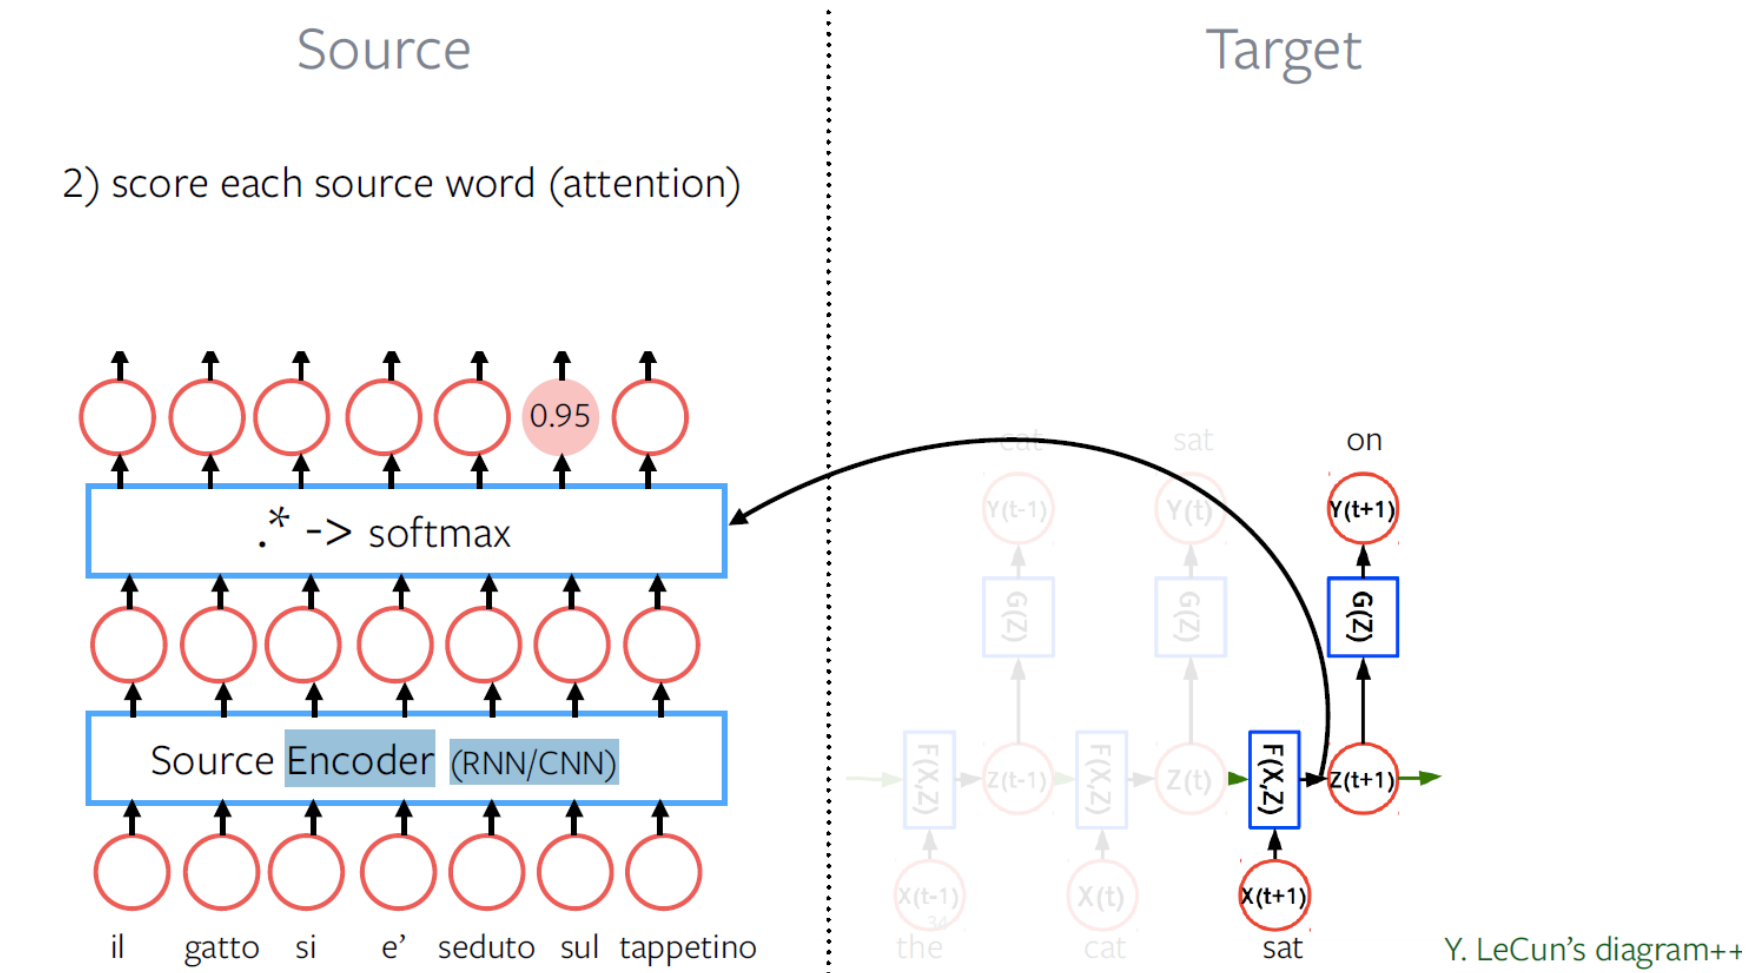 Source
Target
2) score each source word (attention)
0.95
.* -> softmax
Source Encoder (RNN/CNN)
il gatto si e’ seduto sul tappetino
cat sat on
Y(t-1) Y(t) Y(t+1)
G(Z) G(Z) G(Z)
F(X,Z) Z(t-1) F(X,Z) Z(t) F(X,Z) Z(t+1)
X(t-1) X(t) X(t+1)
34
the cat sat
Y. LeCun’s diagram++